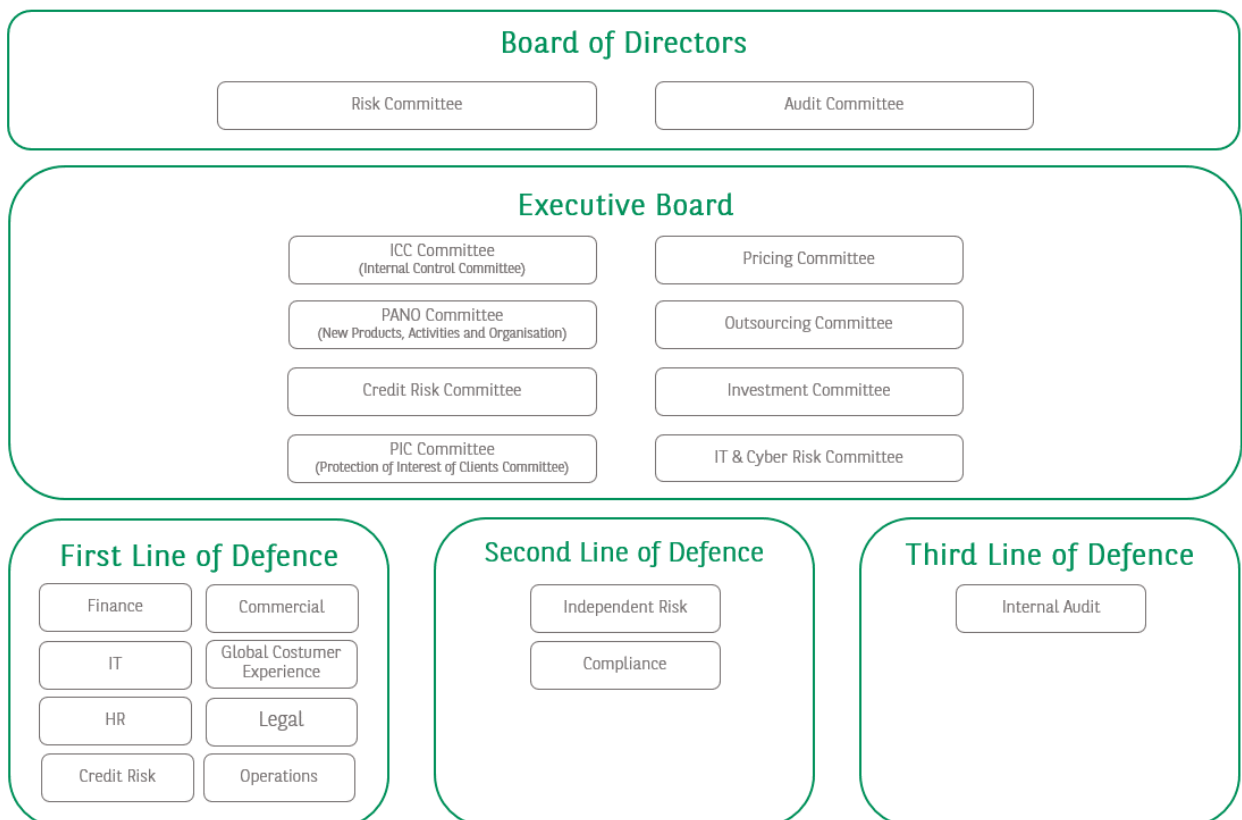 Board of Directors
Risk Committee
Audit Committee
Executive Board
ICC Committee
(Internal Control Committee)
Pricing Committee
PANO Committee
(New Products, Activities and Organisation)
Outsourcing Committee
Credit Risk Committee
Investment Committee
PIC Committee
(Protection of Interest of Clients Committee)
IT & Cyber Risk Committee
First Line of Defence
Finance
Commercial
IT
Global Costumer
Experience
HR
Legal
Credit Risk
Operations
Second Line of Defence
Independent Risk
Compliance
Third Line of Defence
Internal Audit